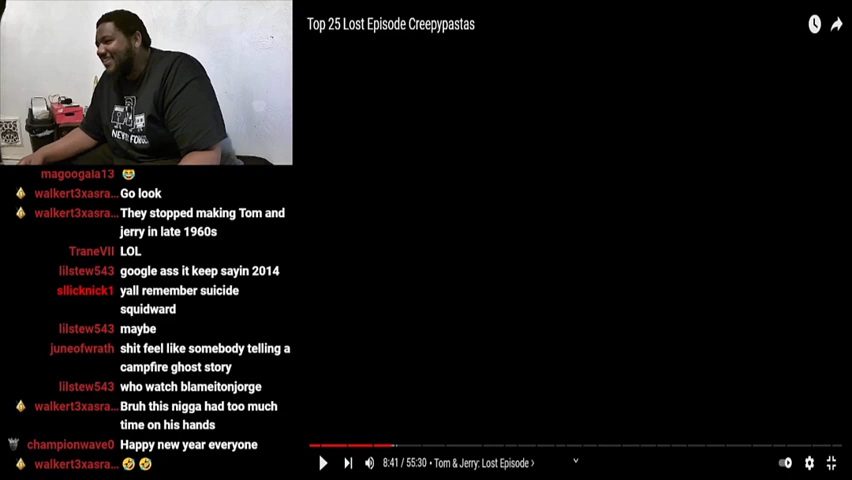 Top 25 Lost Episode Creepypastas
magoogala13
walkert3xasra... Go look
walkert3xasra... They stopped making Tom and
jerry in late 1960s
TraneVII LOL
lilstew543 google ass it keep sayin 2014
sllicknick1 yall remember suicide
squidward
lilstew543 maybe
juneofwrath shit feel like somebody telling a
campfire ghost story
lilstew543 who watch blameitonjorge
walkert3xasra... Bruh this nigga had too much
time on his hands
championwave0 Happy new year everyone
walkert3xasra...
8:41 / 55:30 • Tom & Jerry: Lost Episode ›